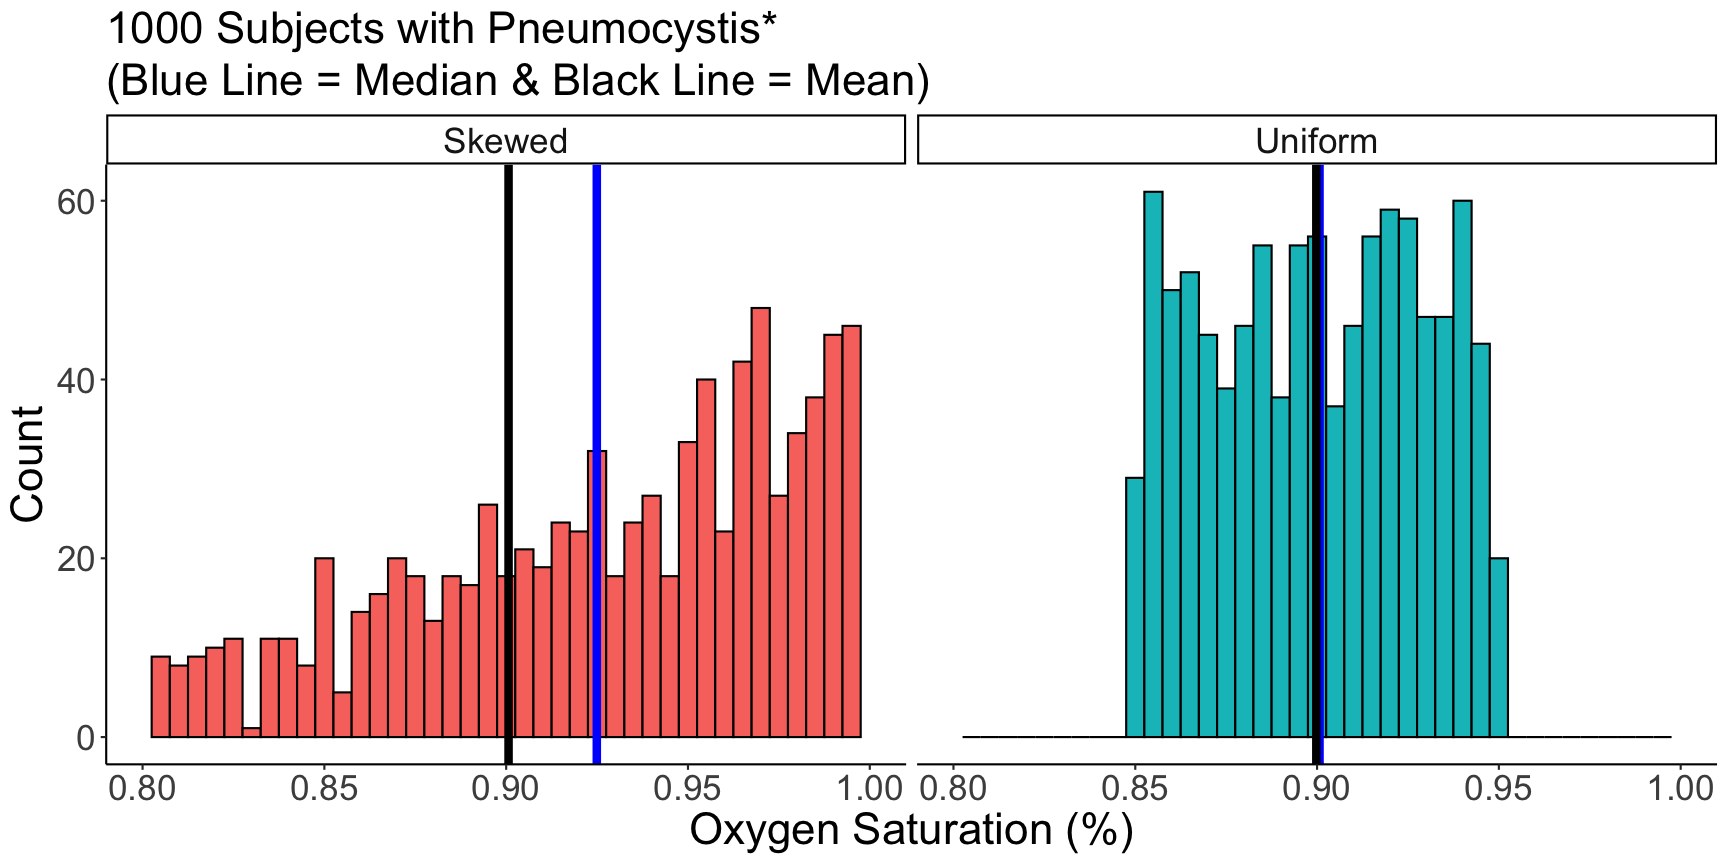 1000 Subjects with Pneumocystis*
(Blue Line = Median & Black Line = Mean)
Skewed
Uniform
60
40
20
0
Count
0.80 0.85 0.90 0.95 1.00
0.80 0.85 0.90 0.95 1.00
Oxygen Saturation (%)